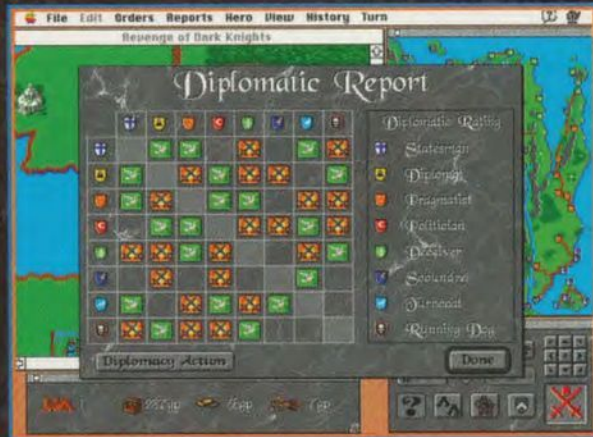 File Edit Orders Reports Hero View History Turn
Revenge of Dark Knights
Diplomatic Report
Diplomatic Rating
Statesman
Diplomat
Pragmatist
Politician
Deceiver
Scoundrel
Turncoat
Running Dog
Diplomacy Action
Done
237gp